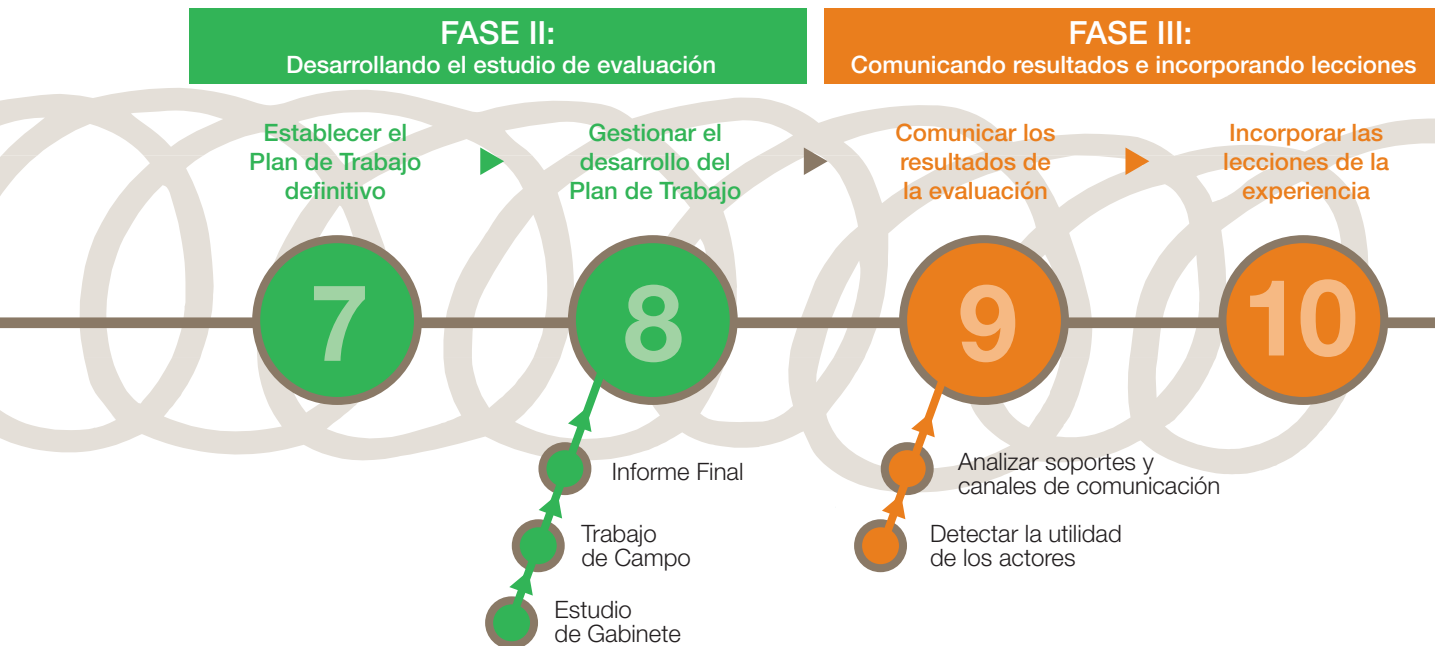 FASE II:
Desarrollando el estudio de evaluación
FASE III:
Comunicando resultados e incorporando lecciones
Establecer el
Plan de Trabajo
definitivo
Gestionar el
desarrollo del
Plan de Trabajo
Comunicar los
resultados de
la evaluación
Incorporar las
lecciones de la
experiencia
7
8
9
10
Informe Final
Trabajo
de Campo
Estudio
de Gabinete
Analizar soportes y
canales de comunicación
Detectar la utilidad
de los actores